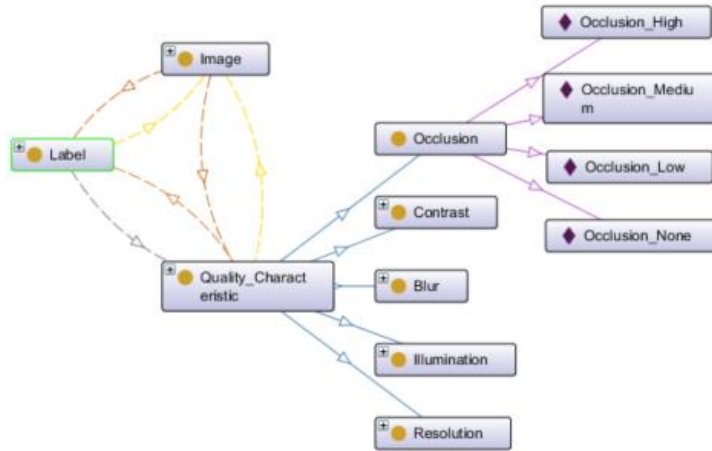 Image
Label
Quality_Charact
eristic
Occlusion
Contrast
Blur
Illumination
Resolution
Occlusion_High
Occlusion_Mediu
m
Occlusion_Low
Occlusion_None